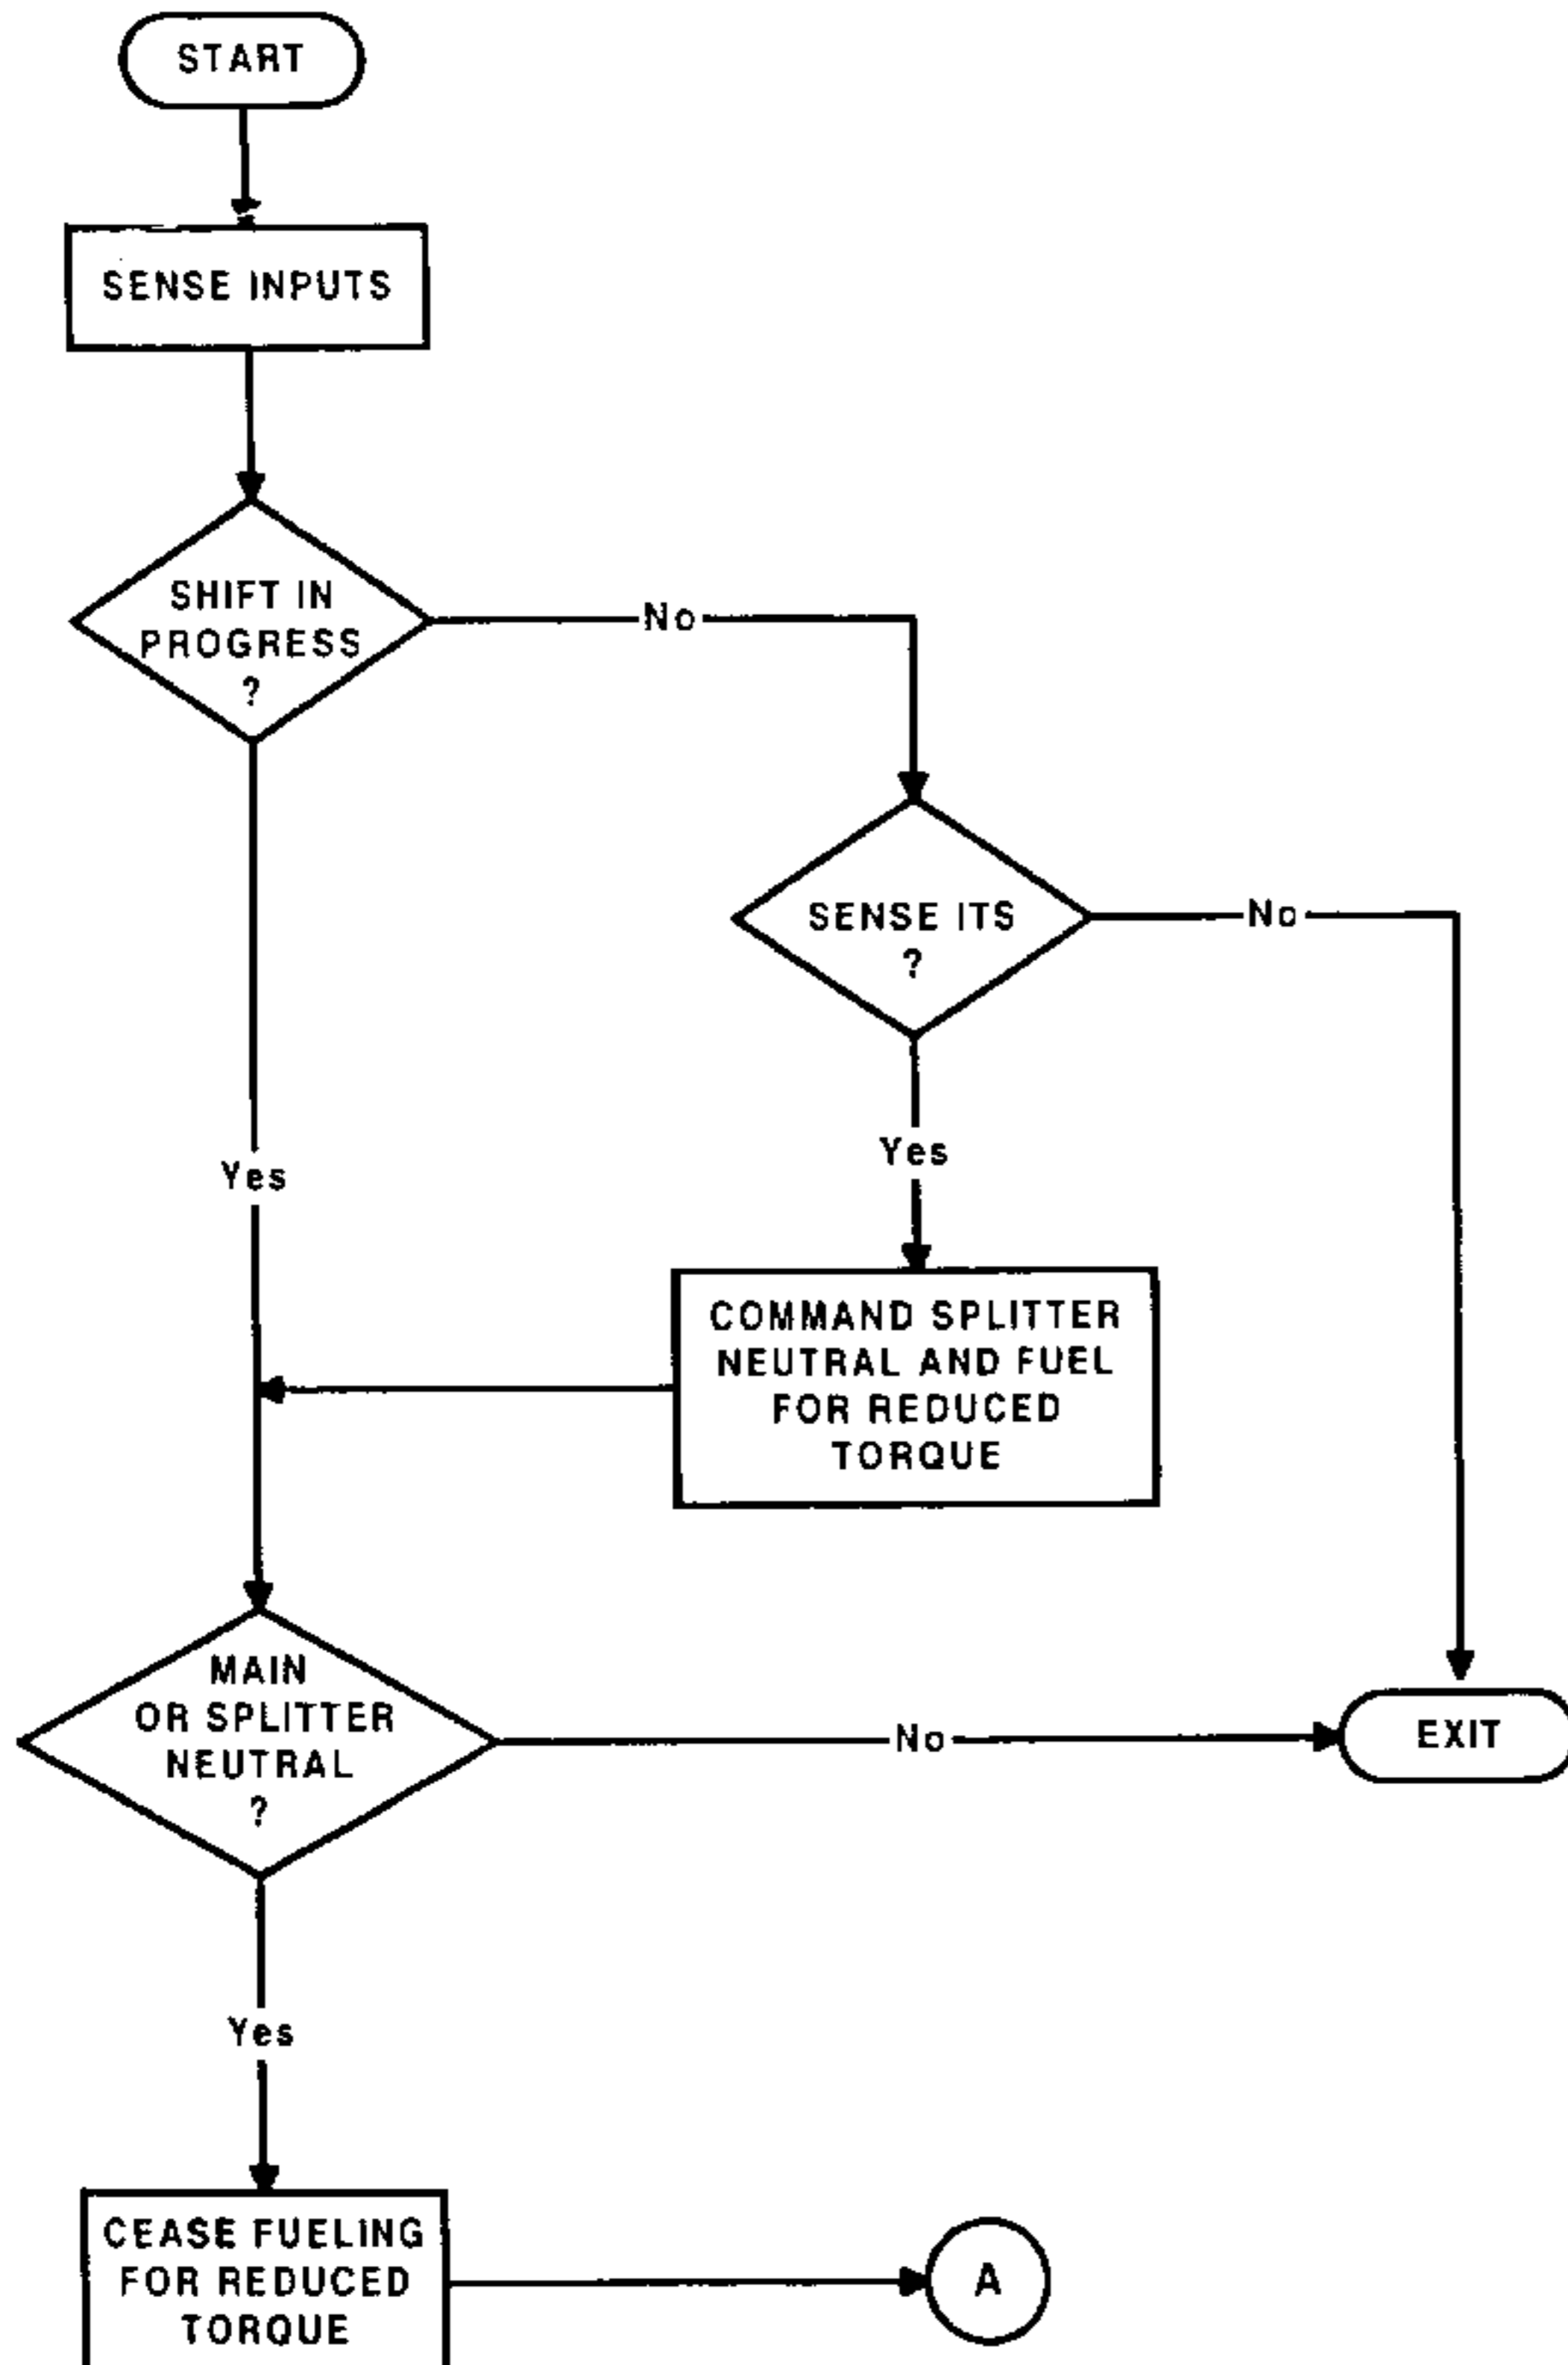 START
SENSE INPUTS
SHIFT IN
PROGRESS
?
No
SENSE ITS
?
No
Yes
Yes
COMMAND SPLITTER
NEUTRAL AND FUEL
FOR REDUCED
TORQUE
MAIN
OR SPLITTER
NEUTRAL
?
No
EXIT
Yes
CEASE FUELING
FOR REDUCED
TORQUE
A